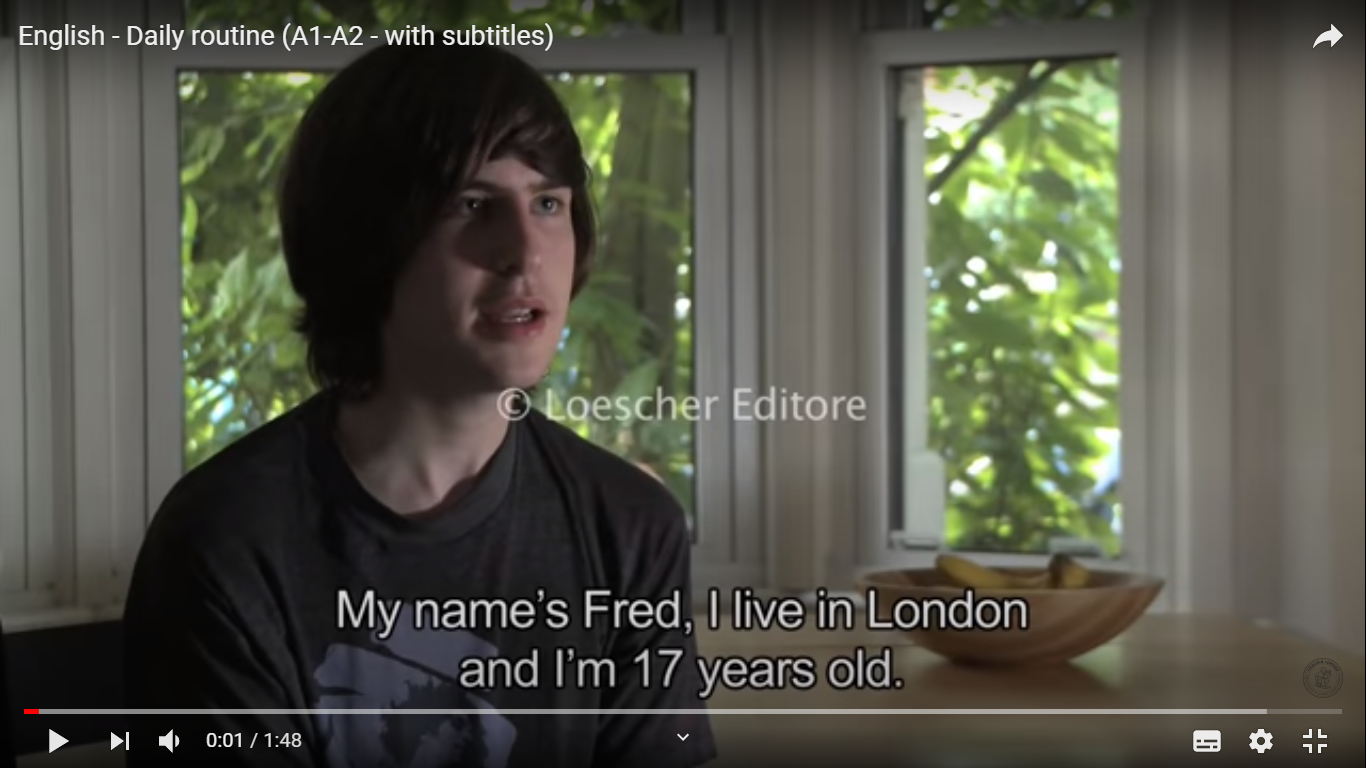 English - Daily routine (A1-A2 - with subtitles)
© Loescher Editore
My name’s Fred, I live in London
and I’m 17 years old.
0:01 / 1:48